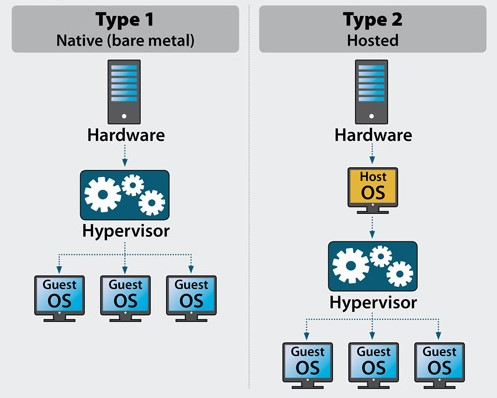 Type 1
Native (bare metal)
Hardware
Hypervisor
Guest
OS
Guest
OS
Guest
OS
Type 2
Hosted
Hardware
Host
OS
Hypervisor
Guest
OS
Guest
OS
Guest
OS